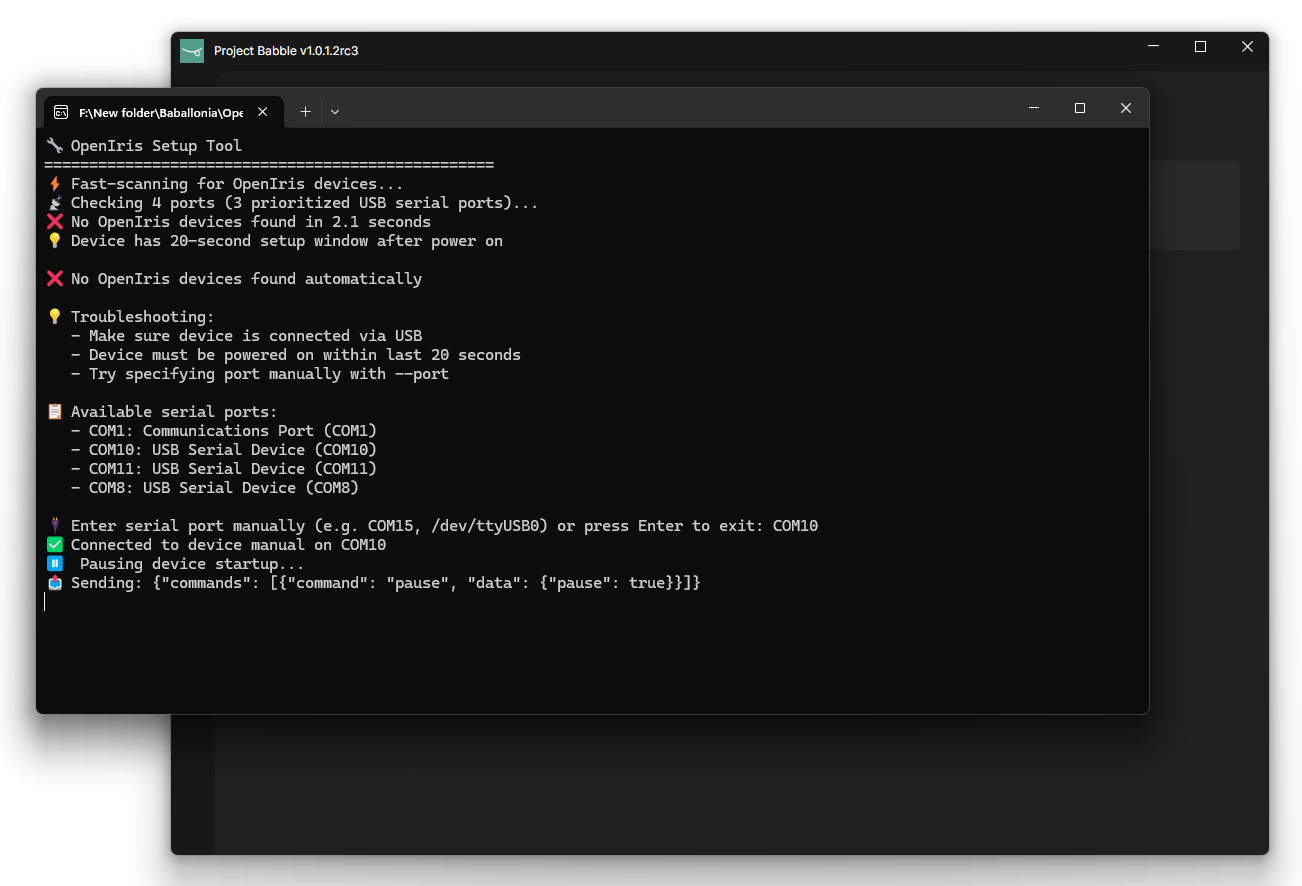 Project Babble v1.0.1.2rc3
F:\New folder\Baballonia\Ope
🔧 OpenIris Setup Tool
==================================================
⚡ Fast-scanning for OpenIris devices...
📡 Checking 4 ports (3 prioritized USB serial ports)...
❌ No OpenIris devices found in 2.1 seconds
💡 Device has 20-second setup window after power on
❌ No OpenIris devices found automatically
💡 Troubleshooting:
- Make sure device is connected via USB
- Device must be powered on within last 20 seconds
- Try specifying port manually with --port
📋 Available serial ports:
- COM1: Communications Port (COM1)
- COM10: USB Serial Device (COM10)
- COM11: USB Serial Device (COM11)
- COM8: USB Serial Device (COM8)
🔌 Enter serial port manually (e.g. COM15, /dev/ttyUSB0) or press Enter to exit: COM10
✅ Connected to device manual on COM10
⏸️ Pausing device startup...
📤 Sending: {"commands": [{"command": "pause", "data": {"pause": true}}]}